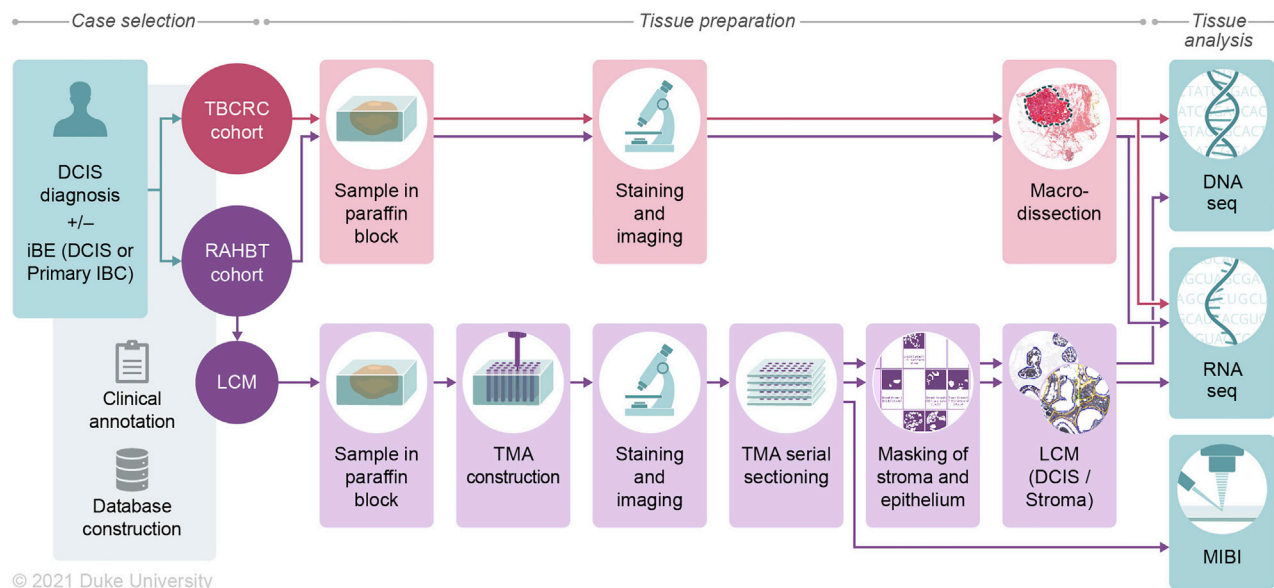 Case selection
Tissue preparation
Tissue
analysis
DCIS
diagnosis
+/–
iBE (DCIS or
Primary IBC)
TBCRC
cohort
RAHBT
cohort
LCM
Clinical
annotation
Database
construction
Sample in
paraffin
block
Staining
and
imaging
Macro-
dissection
DNA
seq
RNA
seq
Sample in
paraffin
block
TMA
construction
Staining
and
imaging
TMA serial
sectioning
Masking of
stroma and
epithelium
LCM
(DCIS /
Stroma)
MIBI
© 2021 Duke University